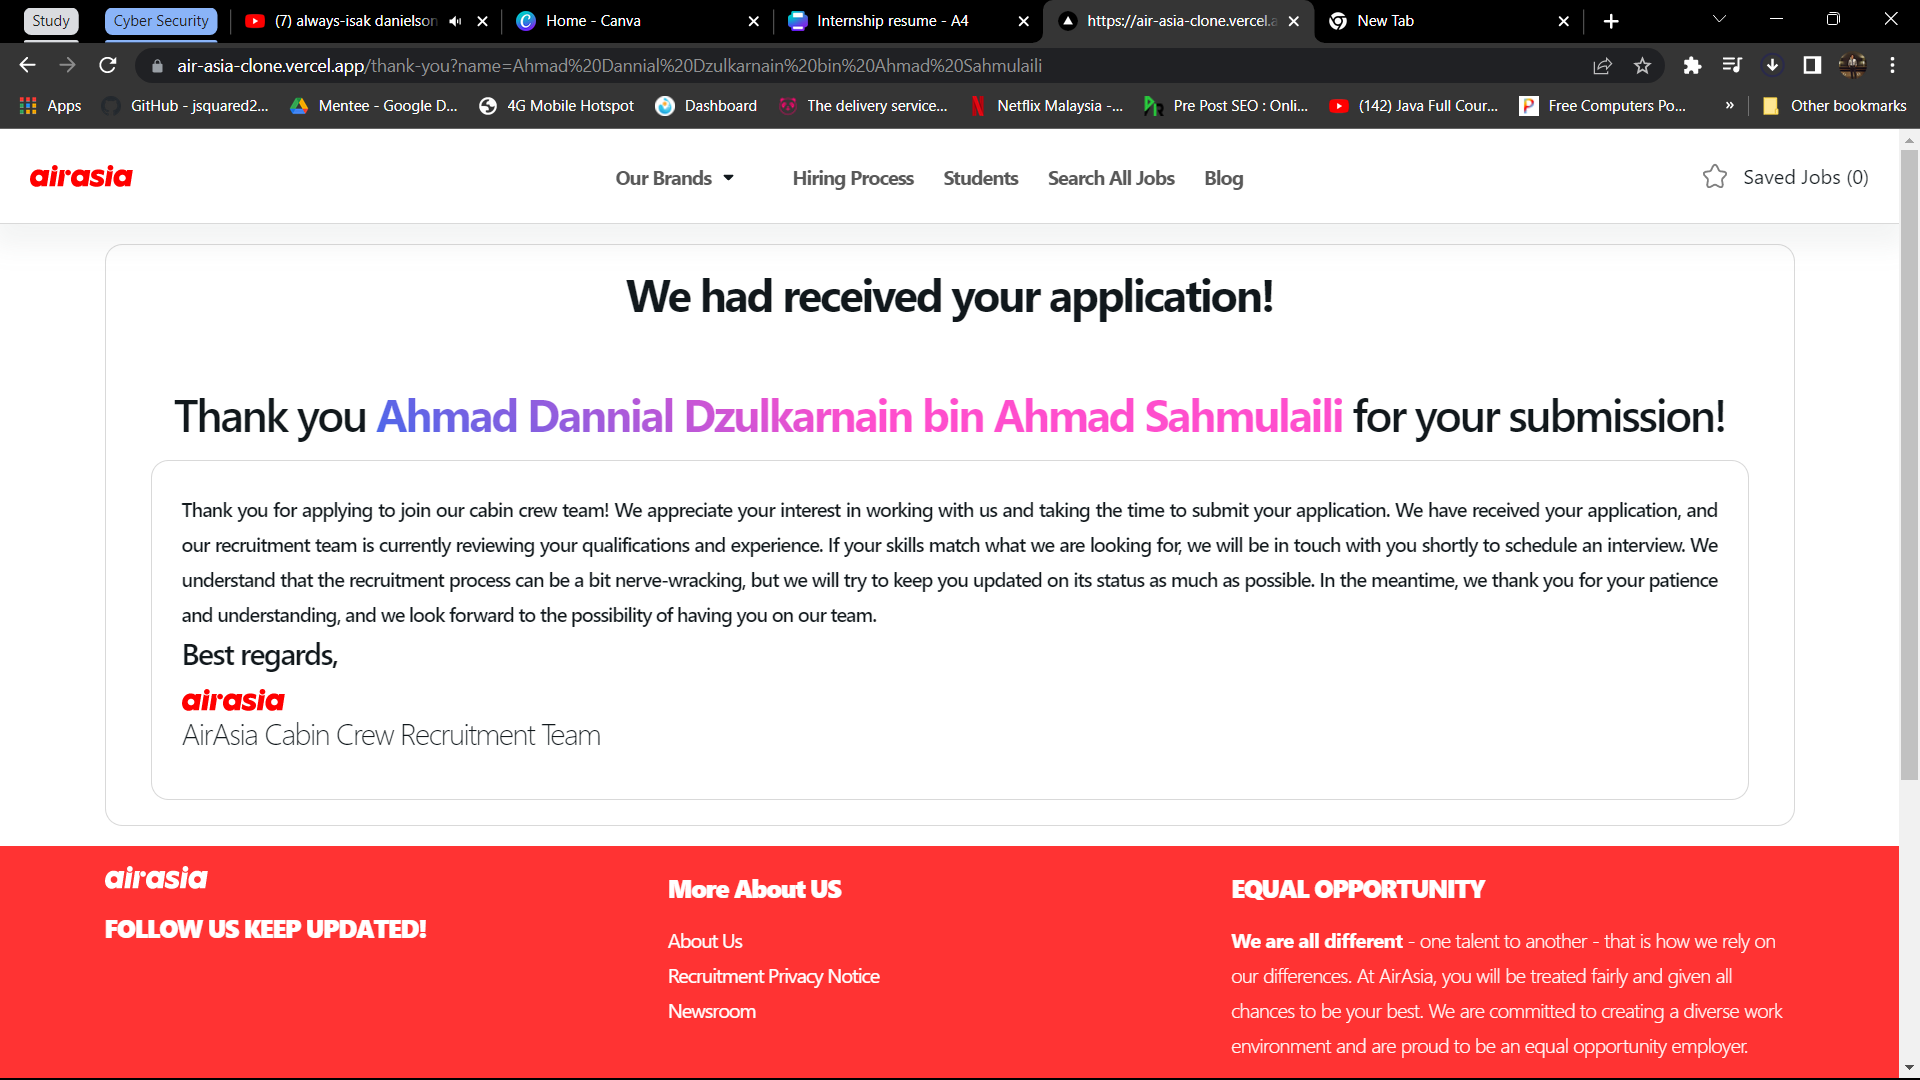 Study
Cyber Security
(7) always-isak danielson
Home - Canva
Internship resume - A4
https://air-asia-clone.vercel.a
New Tab
air-asia-clone.vercel.app/thank-you?name=Ahmad%20Dannial%20Dzulkarnain%20bin%20Ahmad%20Sahmulaili
Apps
GitHub - jsquared2...
Mentee - Google D...
4G Mobile Hotspot
Dashboard
The delivery service...
Netflix Malaysia -...
Pre Post SEO : Onli...
(142) Java Full Cour...
Free Computers Po...
»
Other bookmarks
airasia
Our Brands
Hiring Process
Students
Search All Jobs
Blog
Saved Jobs (0)
We had received your application!
Thank you Ahmad Dannial Dzulkarnain bin Ahmad Sahmulaili for your submission!
Thank you for applying to join our cabin crew team! We appreciate your interest in working with us and taking the time to submit your application. We have received your application, and
our recruitment team is currently reviewing your qualifications and experience. If your skills match what we are looking for, we will be in touch with you shortly to schedule an interview. We
understand that the recruitment process can be a bit nerve-wracking, but we will try to keep you updated on its status as much as possible. In the meantime, we thank you for your patience
and understanding, and we look forward to the possibility of having you on our team.
Best regards,
airasia
AirAsia Cabin Crew Recruitment Team
airasia
FOLLOW US KEEP UPDATED!
More About US
About Us
Recruitment Privacy Notice
Newsroom
EQUAL OPPORTUNITY
We are all different - one talent to another - that is how we rely on
our differences. At AirAsia, you will be treated fairly and given all
chances to be your best. We are committed to creating a diverse work
environment and are proud to be an equal opportunity employer.